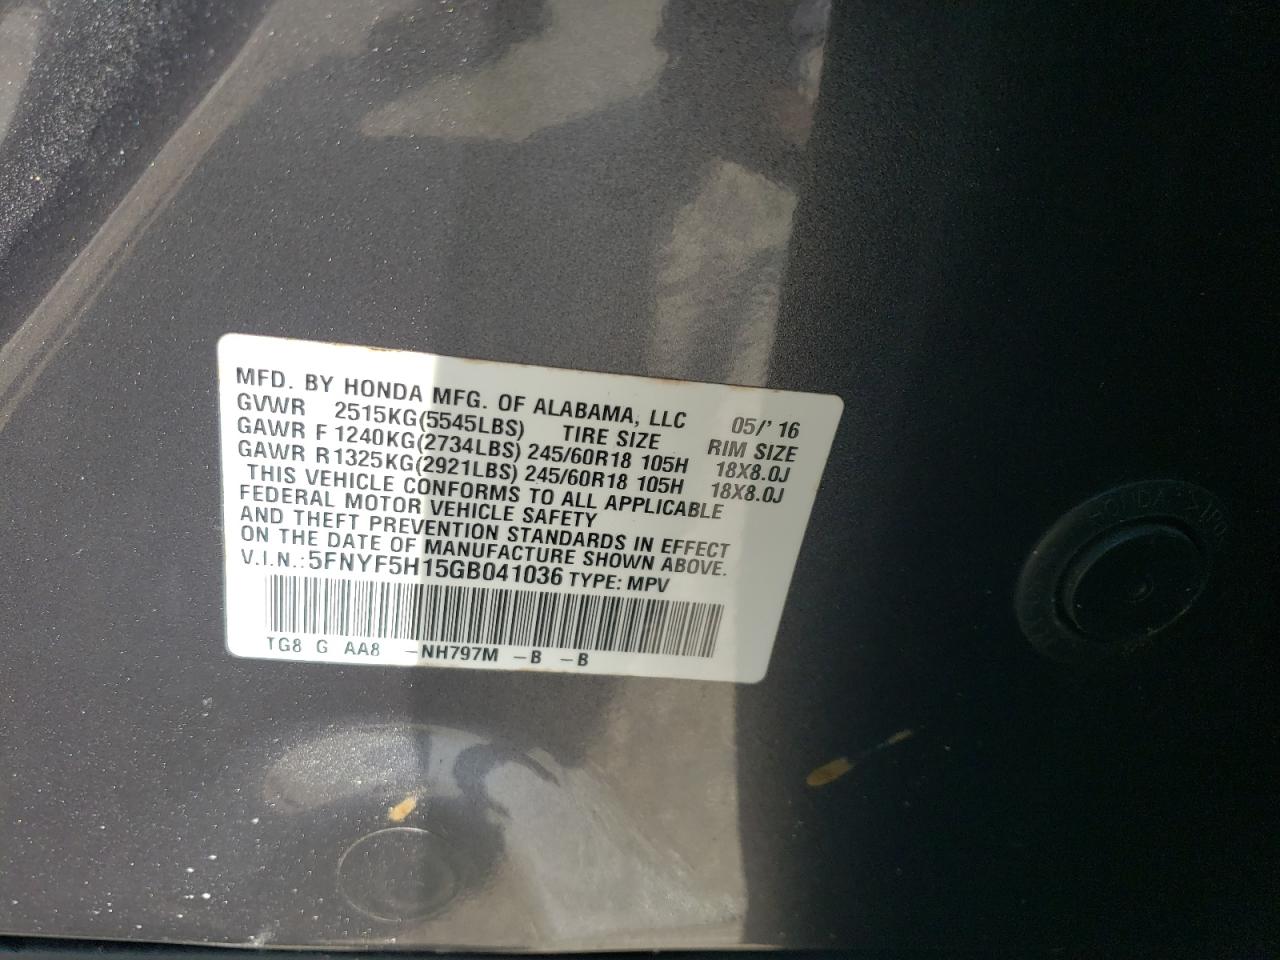 MFD. BY HONDA MFG. OF ALABAMA, LLC 05/'16
GVWR 2515KG(5545LBS) TIRE SIZE RIM SIZE
GAWR F 1240KG(2734LBS) 245/60R18 105H 18X8.0J
GAWR R 1325KG(2921LBS) 245/60R18 105H 18X8.0J
THIS VEHICLE CONFORMS TO ALL APPLICABLE
FEDERAL MOTOR VEHICLE SAFETY
AND THEFT PREVENTION STANDARDS IN EFFECT
ON THE DATE OF MANUFACTURE SHOWN ABOVE.
V.I.N.: 5FNYF5H15GB041036 TYPE: MPV
TG8 G AA8 -NH797M -B -B